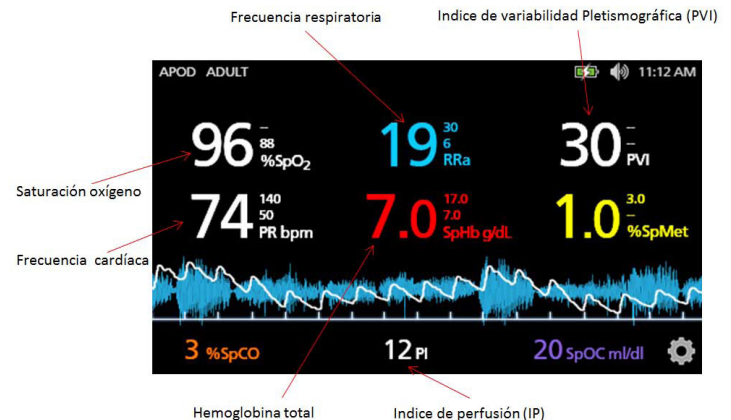 Frecuencia respiratoria
Indice de variabilidad Pletismográfica (PVI)
APOD ADULT
11:12 AM
96 – 88 %SpO₂
19 30 6 RRa
30 – – PVI
Saturación oxígeno
74 140 50 PR bpm
7.0 17.0 7.0 SpHb g/dL
1.0 3.0 – %SpMet
Frecuencia cardíaca
3 %SpCO
12 PI
20 SpOC ml/dl
Hemoglobina total
Indice de perfusión (IP)